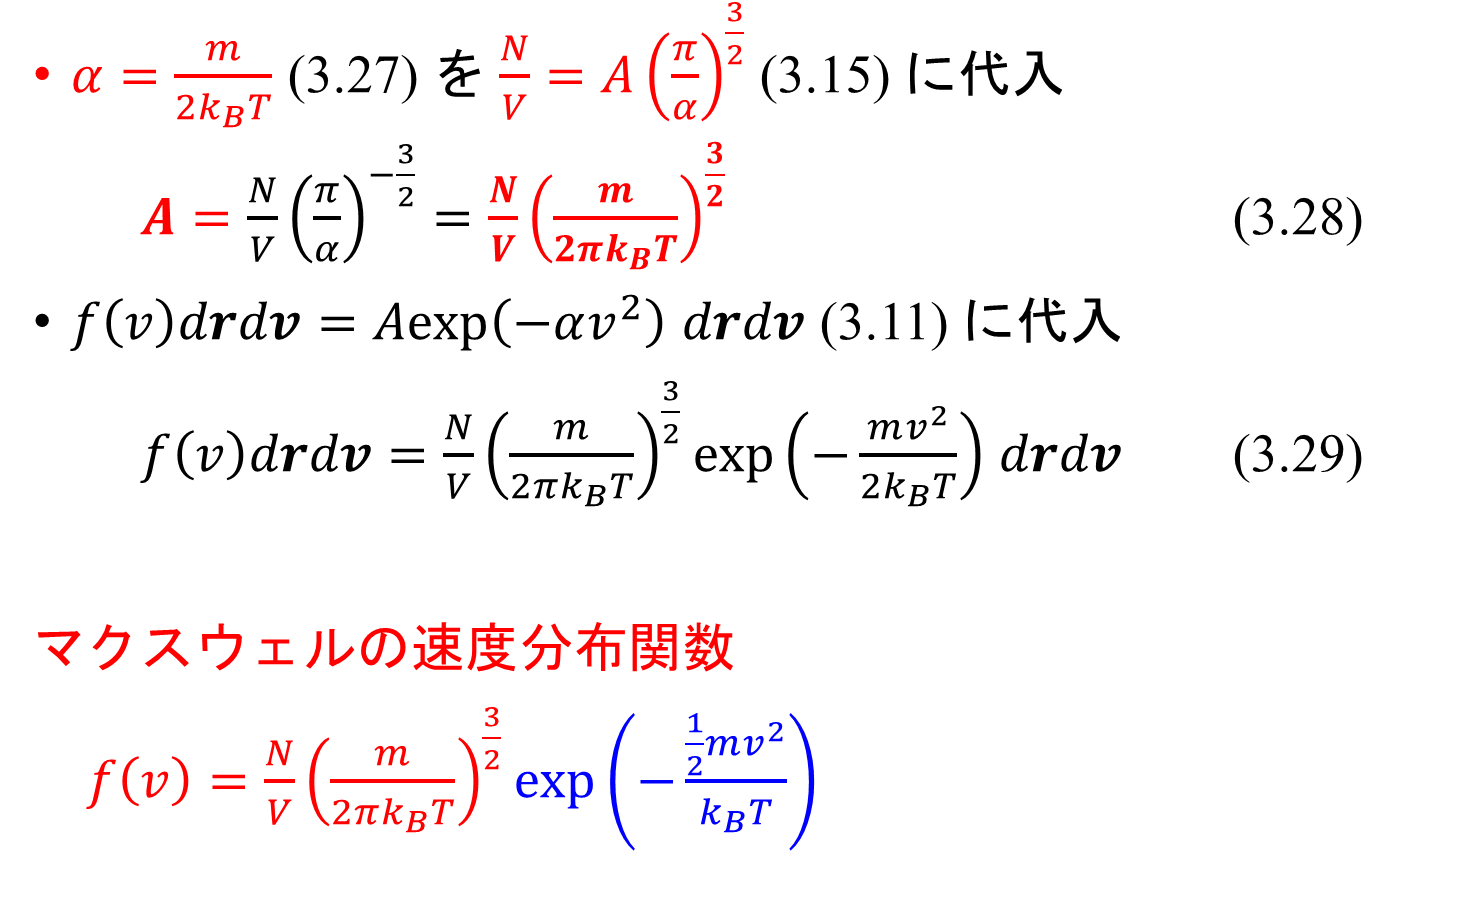 • α = m/(2k_BT) (3.27) を N/V = A(π/α)^(3/2) (3.15) に代入
A = N/V (π/α)^(−3/2) = N/V (m/(2πk_BT))^(3/2) (3.28)
• f(v)drdv = Aexp(−αv²) drdv (3.11) に代入
f(v)drdv = N/V (m/(2πk_BT))^(3/2) exp(−mv²/(2k_BT)) drdv (3.29)
マクスウェルの速度分布関数
f(v) = N/V (m/(2πk_BT))^(3/2) exp(−(1/2 mv²)/(k_BT))